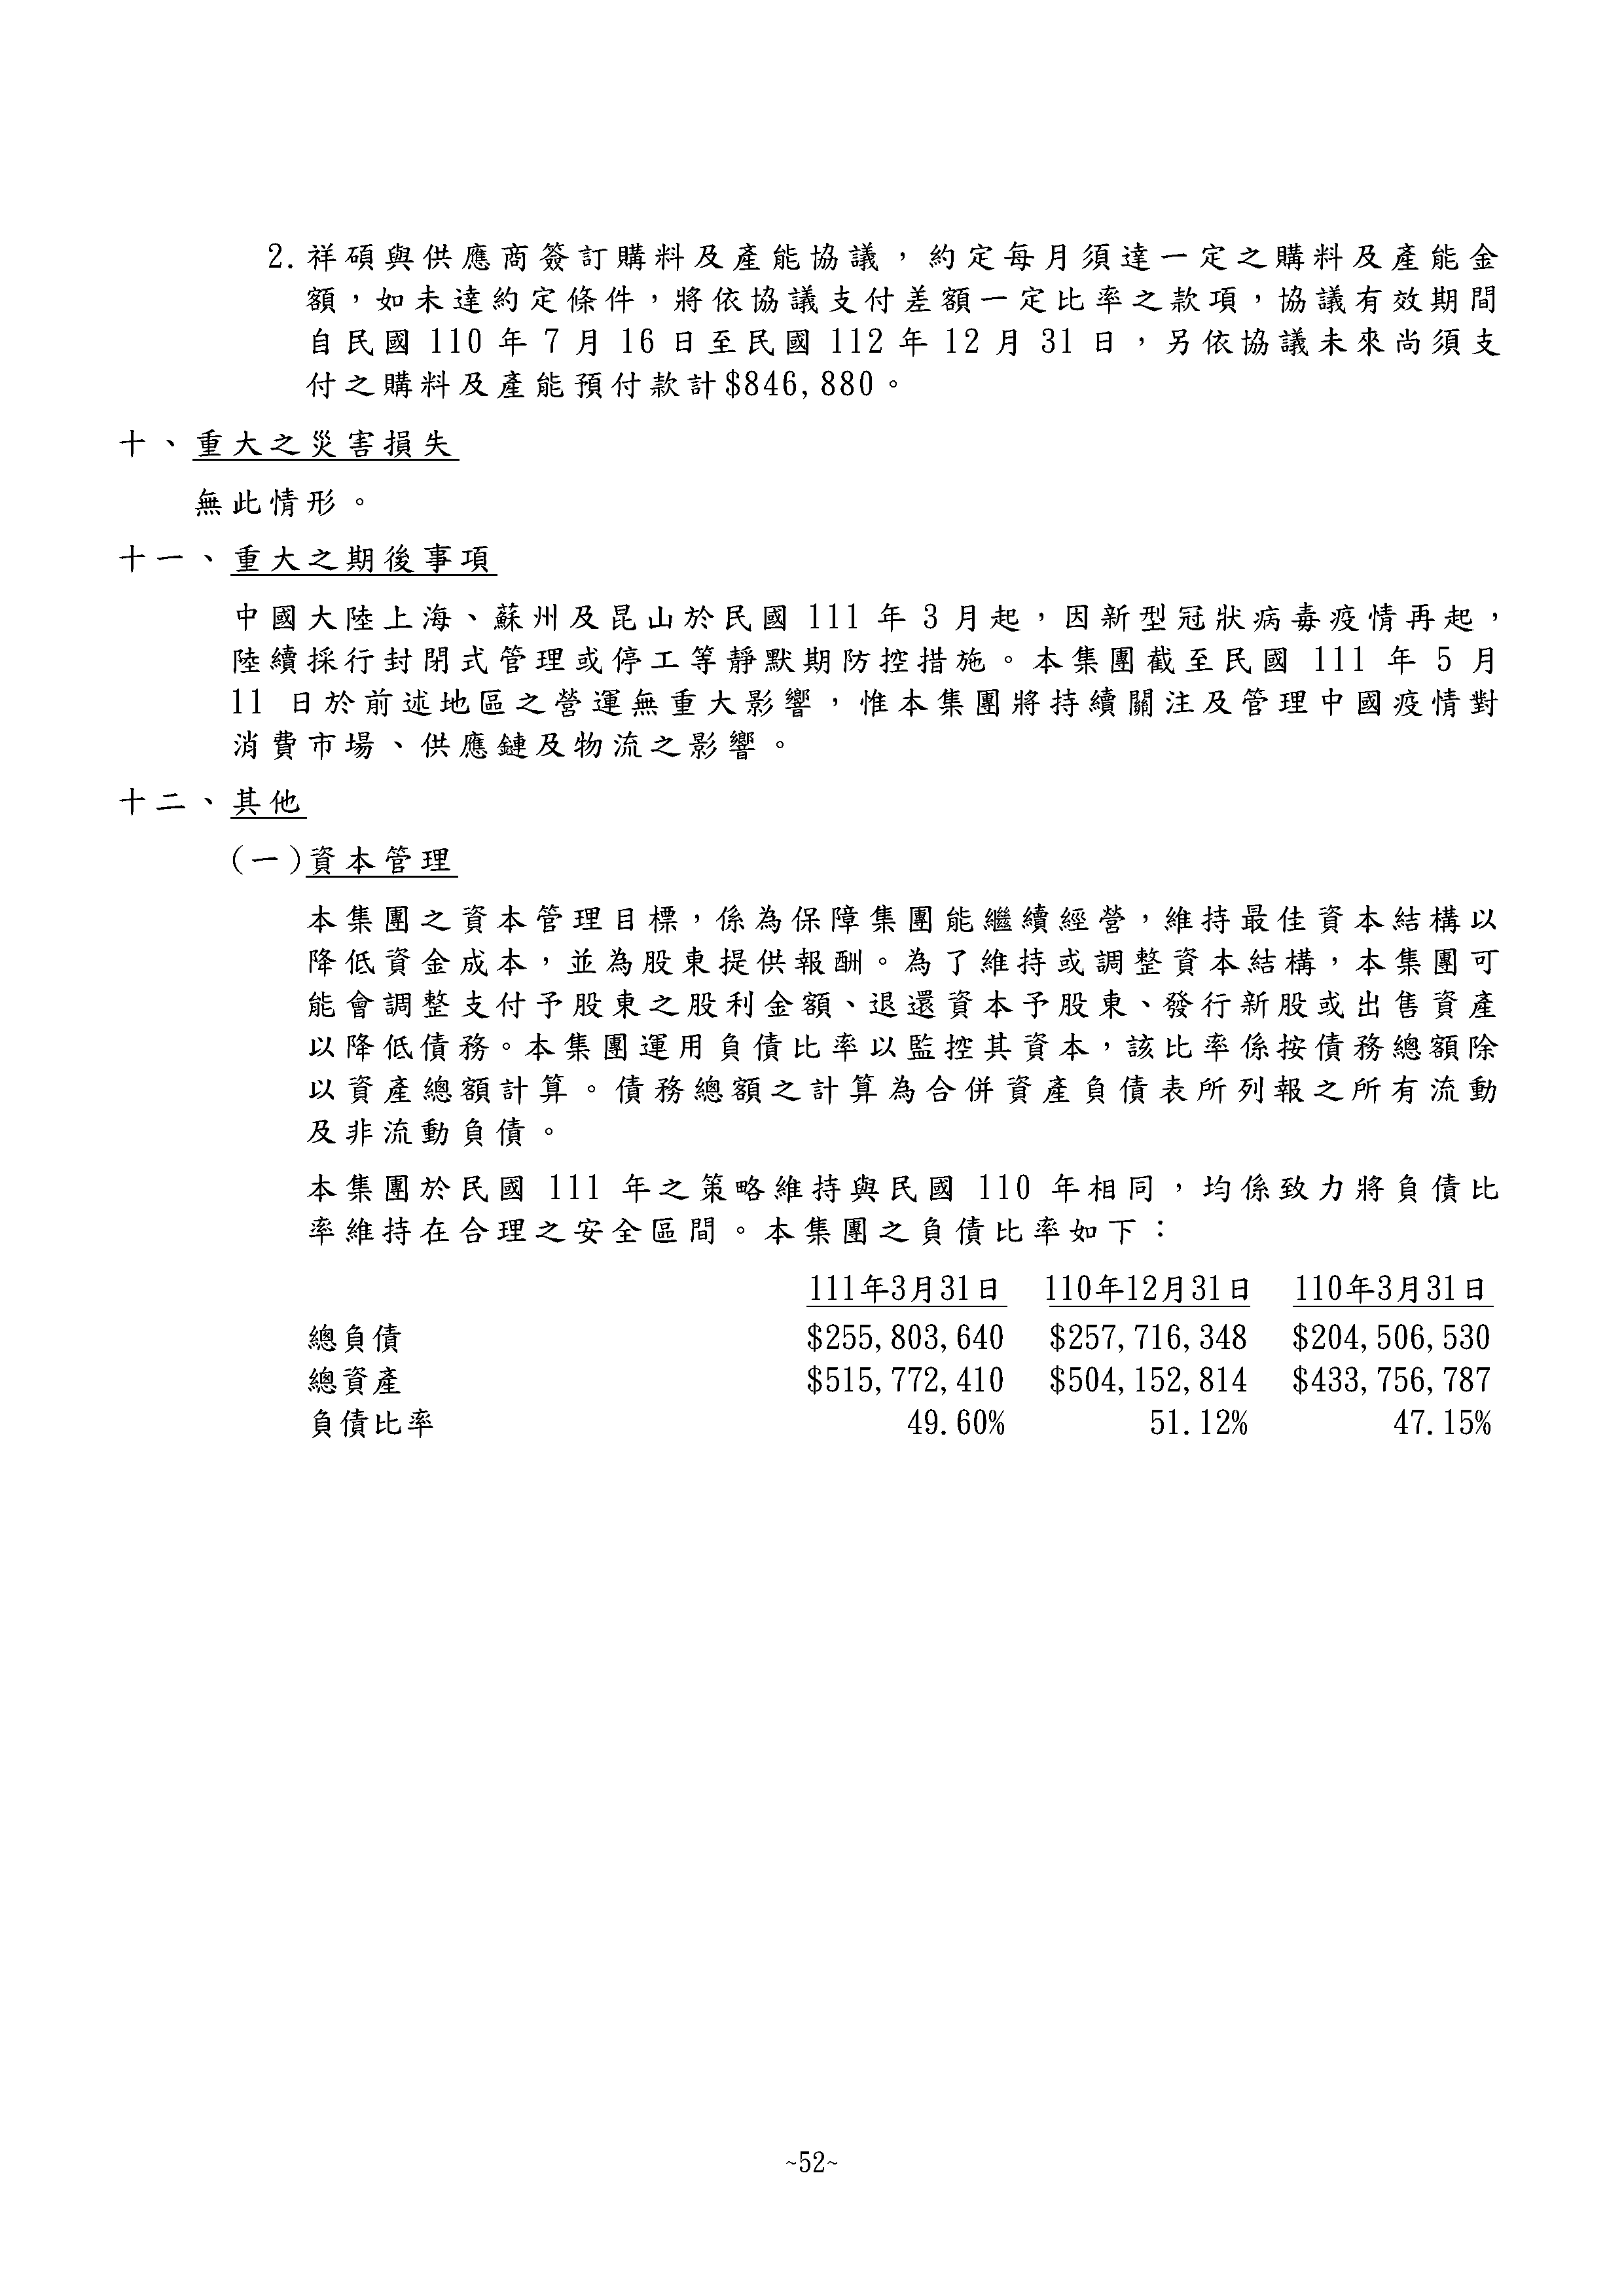 2.祥碩與供應商簽訂購料及產能協議，約定每月須達一定之購料及產能金
額，如未達約定條件，將依協議支付差額一定比率之款項，協議有效期間
自民國 110 年 7 月 16 日至民國 112 年 12 月 31 日，另依協議未來尚須支
付之購料及產能預付款計$846,880。
十、重大之災害損失
無此情形。
十一、重大之期後事項
中國大陸上海、蘇州及昆山於民國 111 年 3 月起，因新型冠狀病毒疫情再起，
陸續採行封閉式管理或停工等靜默期防控措施。本集團截至民國 111 年 5 月
11 日於前述地區之營運無重大影響，惟本集團將持續關注及管理中國疫情對
消費市場、供應鏈及物流之影響。
十二、其他
(一)資本管理
本集團之資本管理目標，係為保障集團能繼續經營，維持最佳資本結構以
降低資金成本，並為股東提供報酬。為了維持或調整資本結構，本集團可
能會調整支付予股東之股利金額、退還資本予股東、發行新股或出售資產
以降低債務。本集團運用負債比率以監控其資本，該比率係按債務總額除
以資產總額計算。債務總額之計算為合併資產負債表所列報之所有流動
及非流動負債。
本集團於民國 111 年之策略維持與民國 110 年相同，均係致力將負債比
率維持在合理之安全區間。本集團之負債比率如下：
111年3月31日 110年12月31日 110年3月31日
總負債 $255,803,640 $257,716,348 $204,506,530
總資產 $515,772,410 $504,152,814 $433,756,787
負債比率 49.60% 51.12% 47.15%
~52~